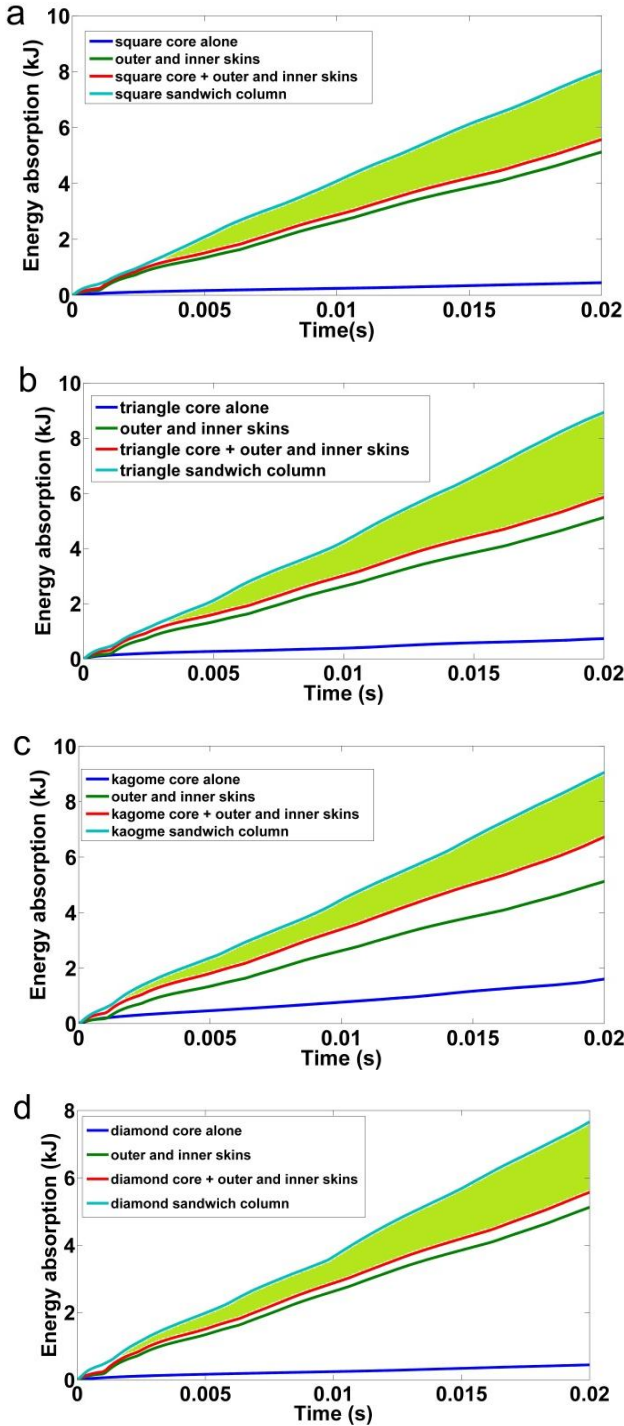 a
10
8
6
4
2
0
Energy absorption (kJ)
square core alone
outer and inner skins
square core + outer and inner skins
square sandwich column
0
0.005
0.01
0.015
0.02
Time(s)
b
10
8
6
4
2
0
Energy absorption (kJ)
triangle core alone
outer and inner skins
triangle core + outer and inner skins
triangle sandwich column
0
0.005
0.01
0.015
0.02
Time (s)
c
10
8
6
4
2
0
Energy absorption (kJ)
kagome core alone
outer and inner skins
kagome core + outer and inner skins
kaogme sandwich column
0
0.005
0.01
0.015
0.02
Time (s)
d
8
6
4
2
0
Energy absorption (kJ)
diamond core alone
outer and inner skins
diamond core + outer and inner skins
diamond sandwich column
0
0.005
0.01
0.015
0.02
Time (s)